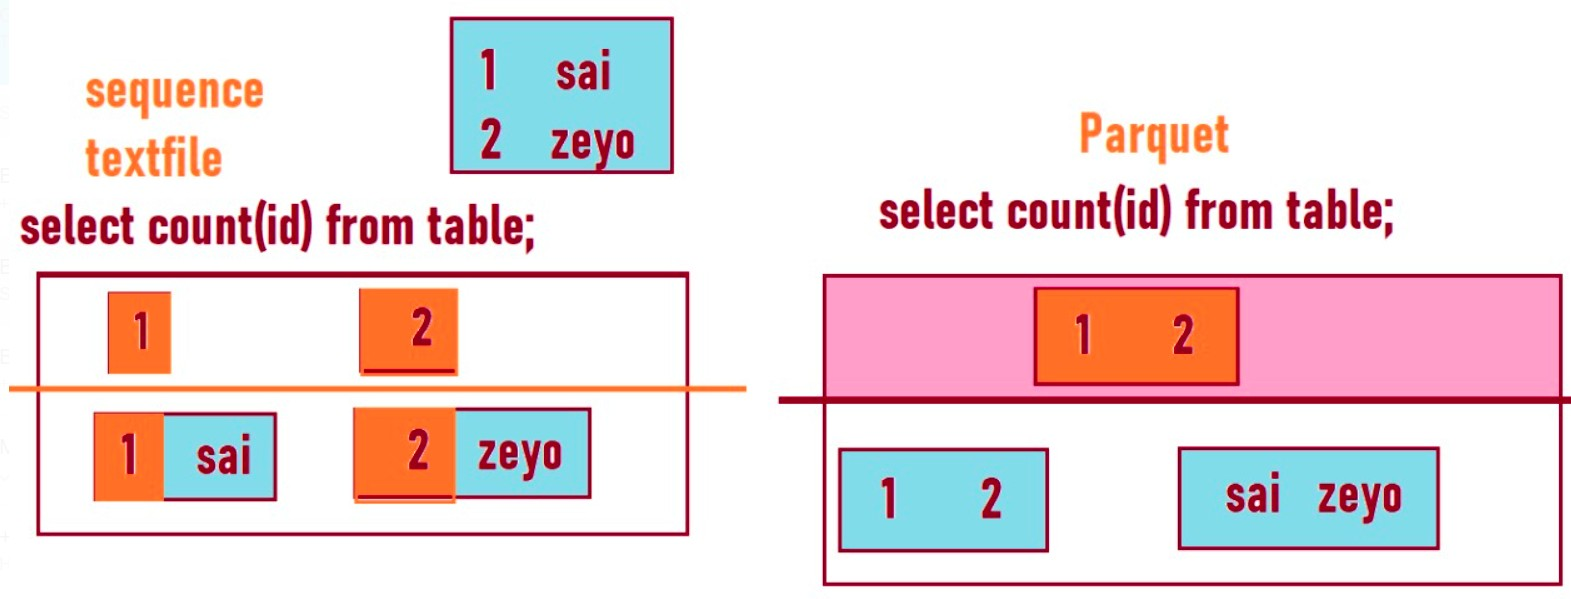 sequence
textfile
1 sai
2 zeyo
select count(id) from table;
1 2
1 sai 2 zeyo
Parquet
select count(id) from table;
1 2
1 2 sai zeyo